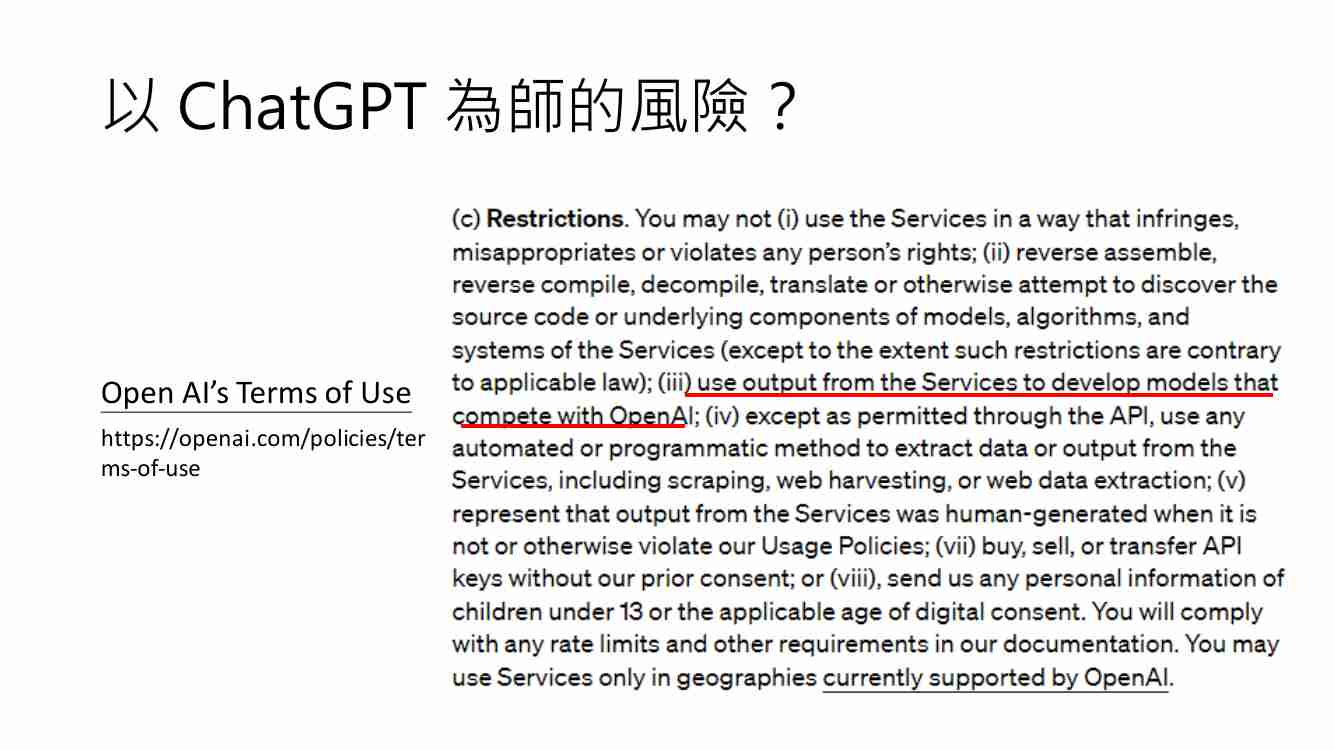 以 ChatGPT 為師的風險？
Open AI’s Terms of Use
https://openai.com/policies/ter
ms-of-use
(c) Restrictions. You may not (i) use the Services in a way that infringes,
misappropriates or violates any person’s rights; (ii) reverse assemble,
reverse compile, decompile, translate or otherwise attempt to discover the
source code or underlying components of models, algorithms, and
systems of the Services (except to the extent such restrictions are contrary
to applicable law); (iii) use output from the Services to develop models that
compete with OpenAI; (iv) except as permitted through the API, use any
automated or programmatic method to extract data or output from the
Services, including scraping, web harvesting, or web data extraction; (v)
represent that output from the Services was human-generated when it is
not or otherwise violate our Usage Policies; (vii) buy, sell, or transfer API
keys without our prior consent; or (viii), send us any personal information of
children under 13 or the applicable age of digital consent. You will comply
with any rate limits and other requirements in our documentation. You may
use Services only in geographies currently supported by OpenAI.